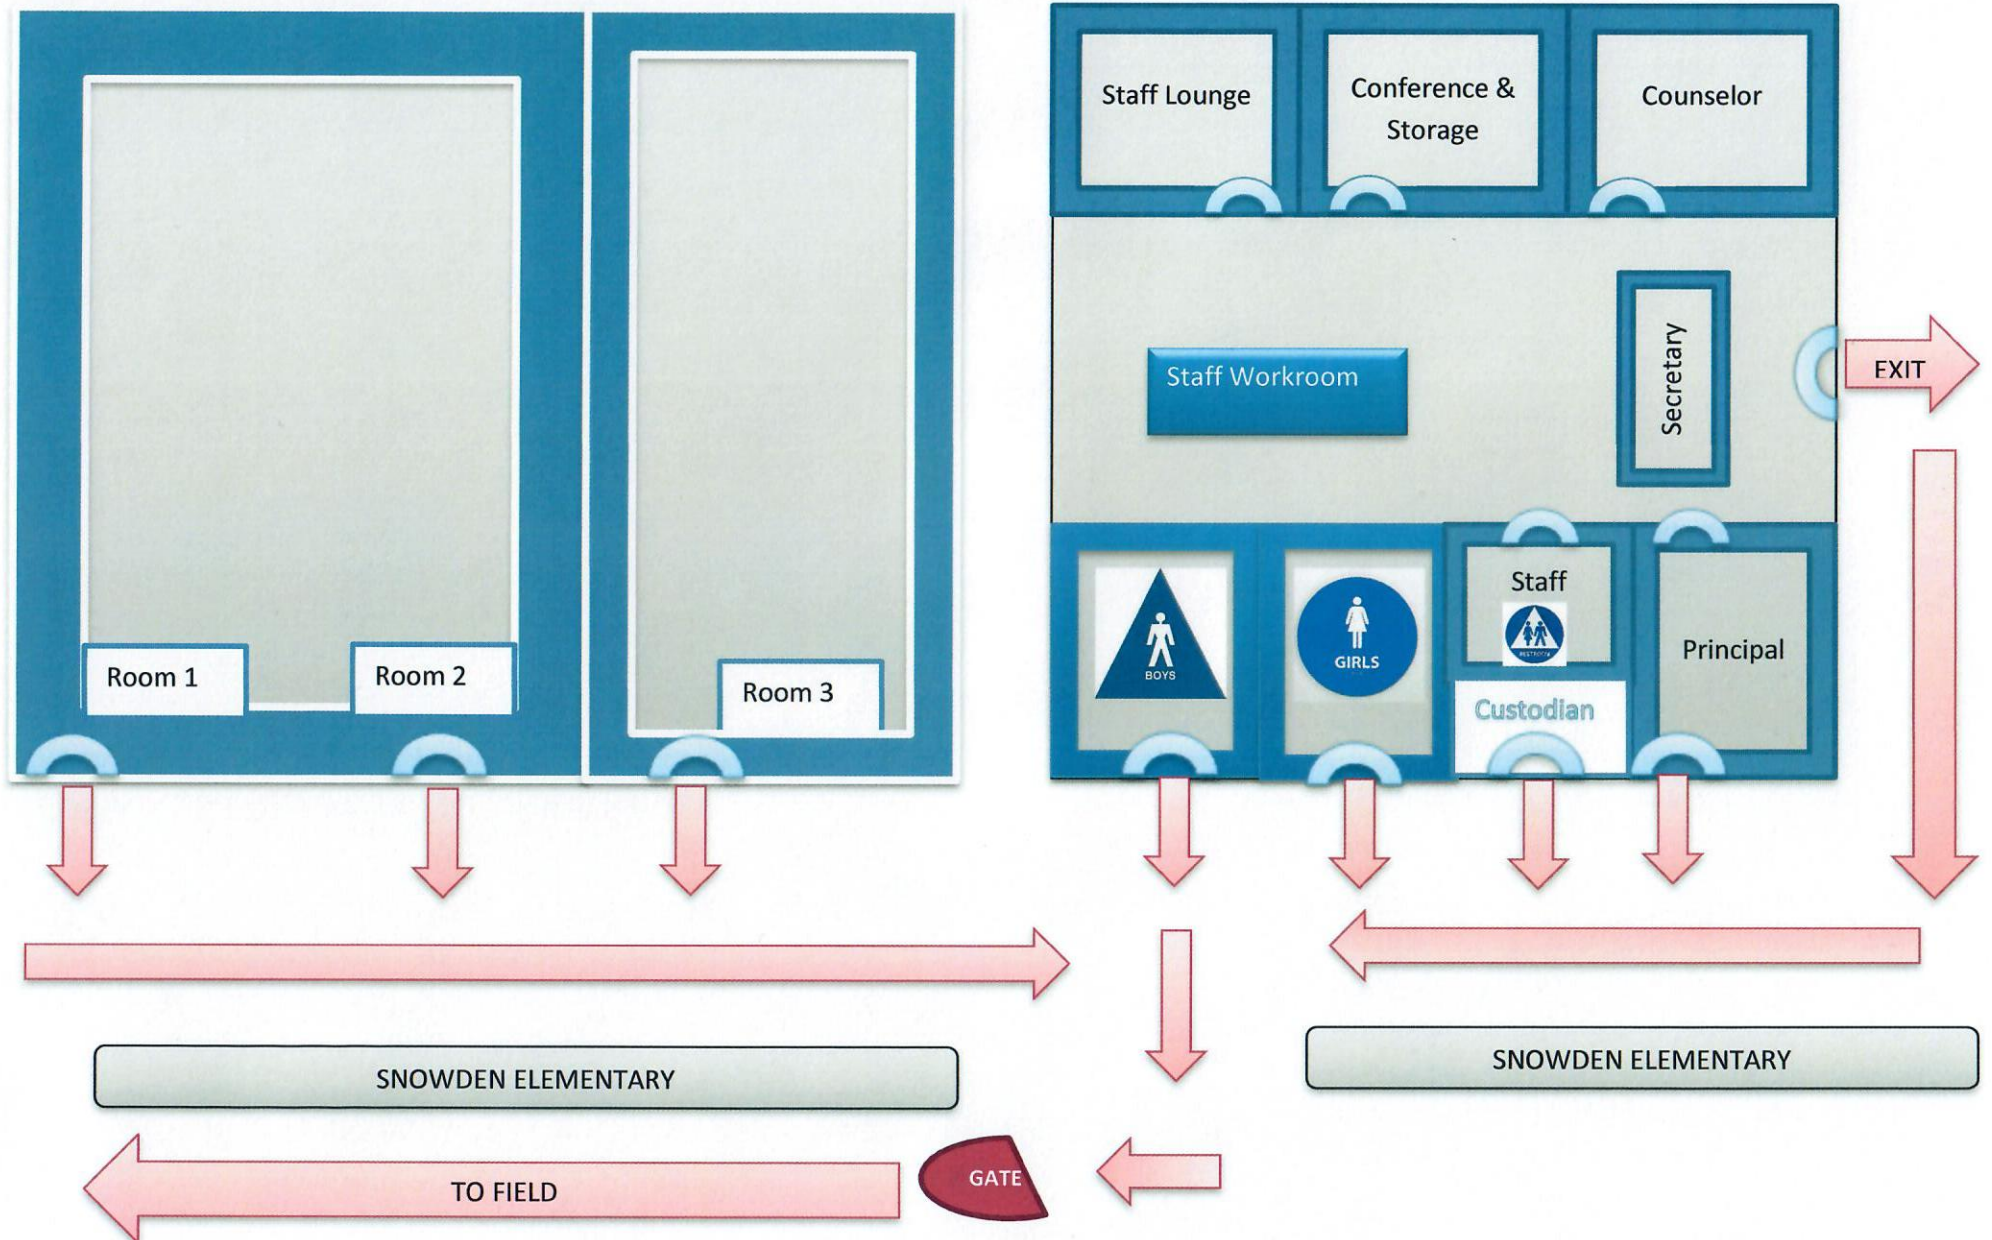 Staff Lounge
Conference &
Storage
Counselor
Staff Workroom
Secretary
EXIT
Room 1
Room 2
Room 3
BOYS
GIRLS
Staff
RESTROOM
Custodian
Principal
SNOWDEN ELEMENTARY
SNOWDEN ELEMENTARY
TO FIELD
GATE